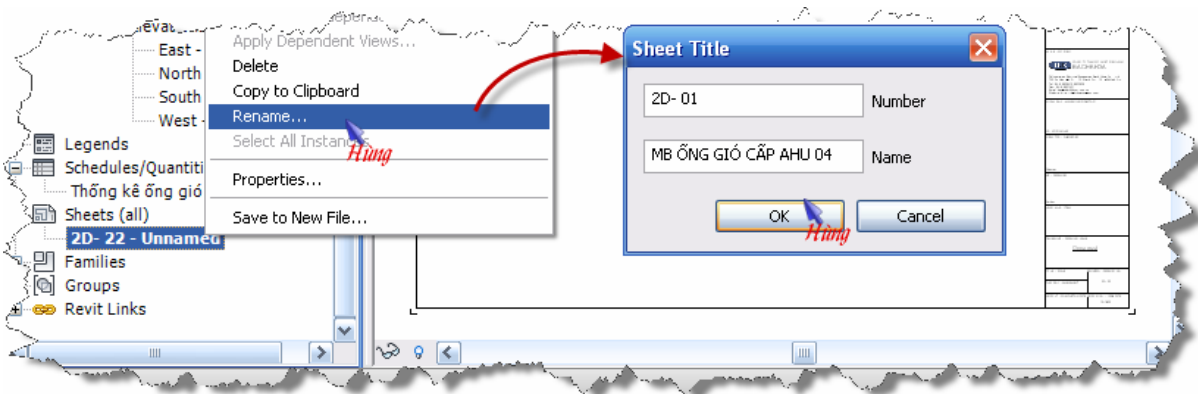 East -
North
South
West -
Legends
Schedules/Quantiti
Thống kê ống gió
Sheets (all)
2D- 22 - Unnamed
Families
Groups
Revit Links
Apply Dependent Views...
Delete
Copy to Clipboard
Rename...
Select All Instances
Hùng
Properties...
Save to New File...
Sheet Title
2D- 01
Number
MB ỐNG GIÓ CẤP AHU 04
Name
OK
Cancel
Hùng